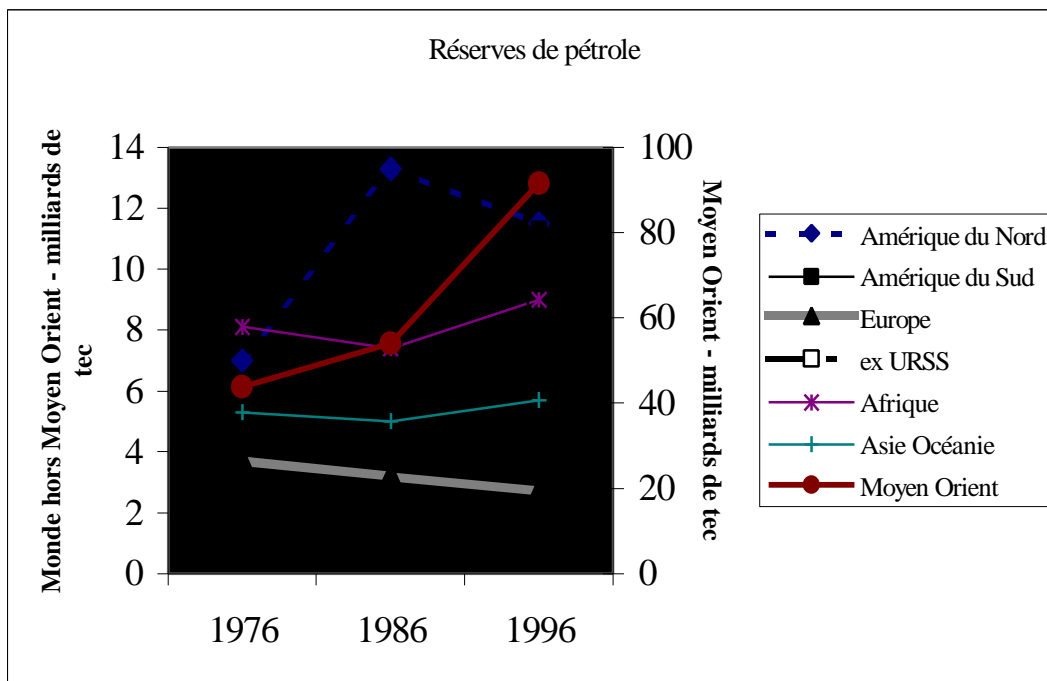 Réserves de pétrole
Monde hors Moyen Orient - milliards de
tec
14
12
10
8
6
4
2
0
100
80
60
40
20
0
Moyen Orient - milliards de tec
1976
1986
1996
Amérique du Nord
Amérique du Sud
Europe
ex URSS
Afrique
Asie Océanie
Moyen Orient